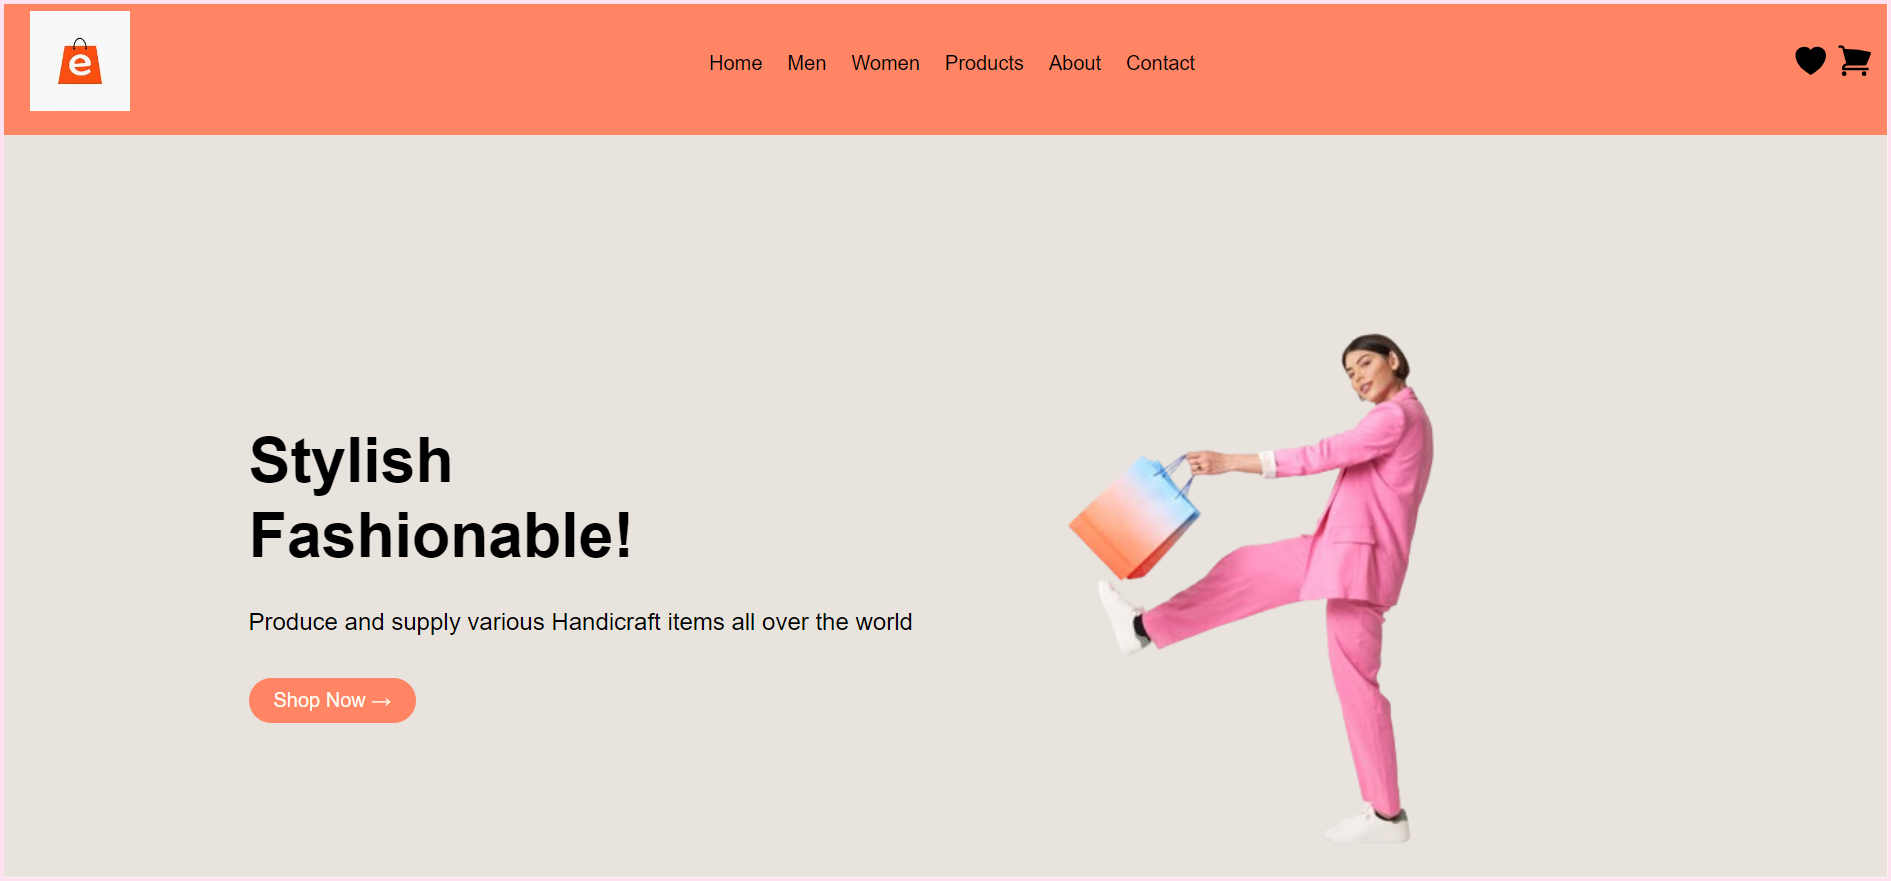 e
Home Men Women Products About Contact
Stylish
Fashionable!
Produce and supply various Handicraft items all over the world
Shop Now →